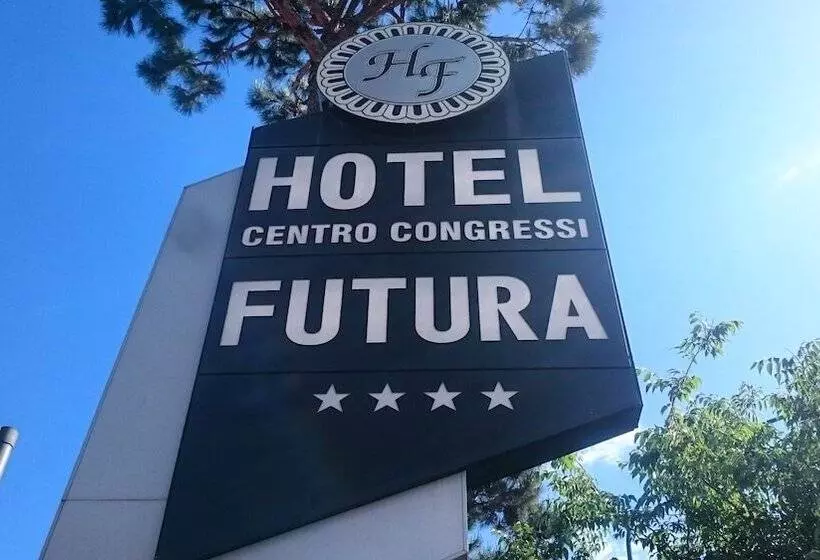 HF
HOTEL
CENTRO CONGRESSI
FUTURA